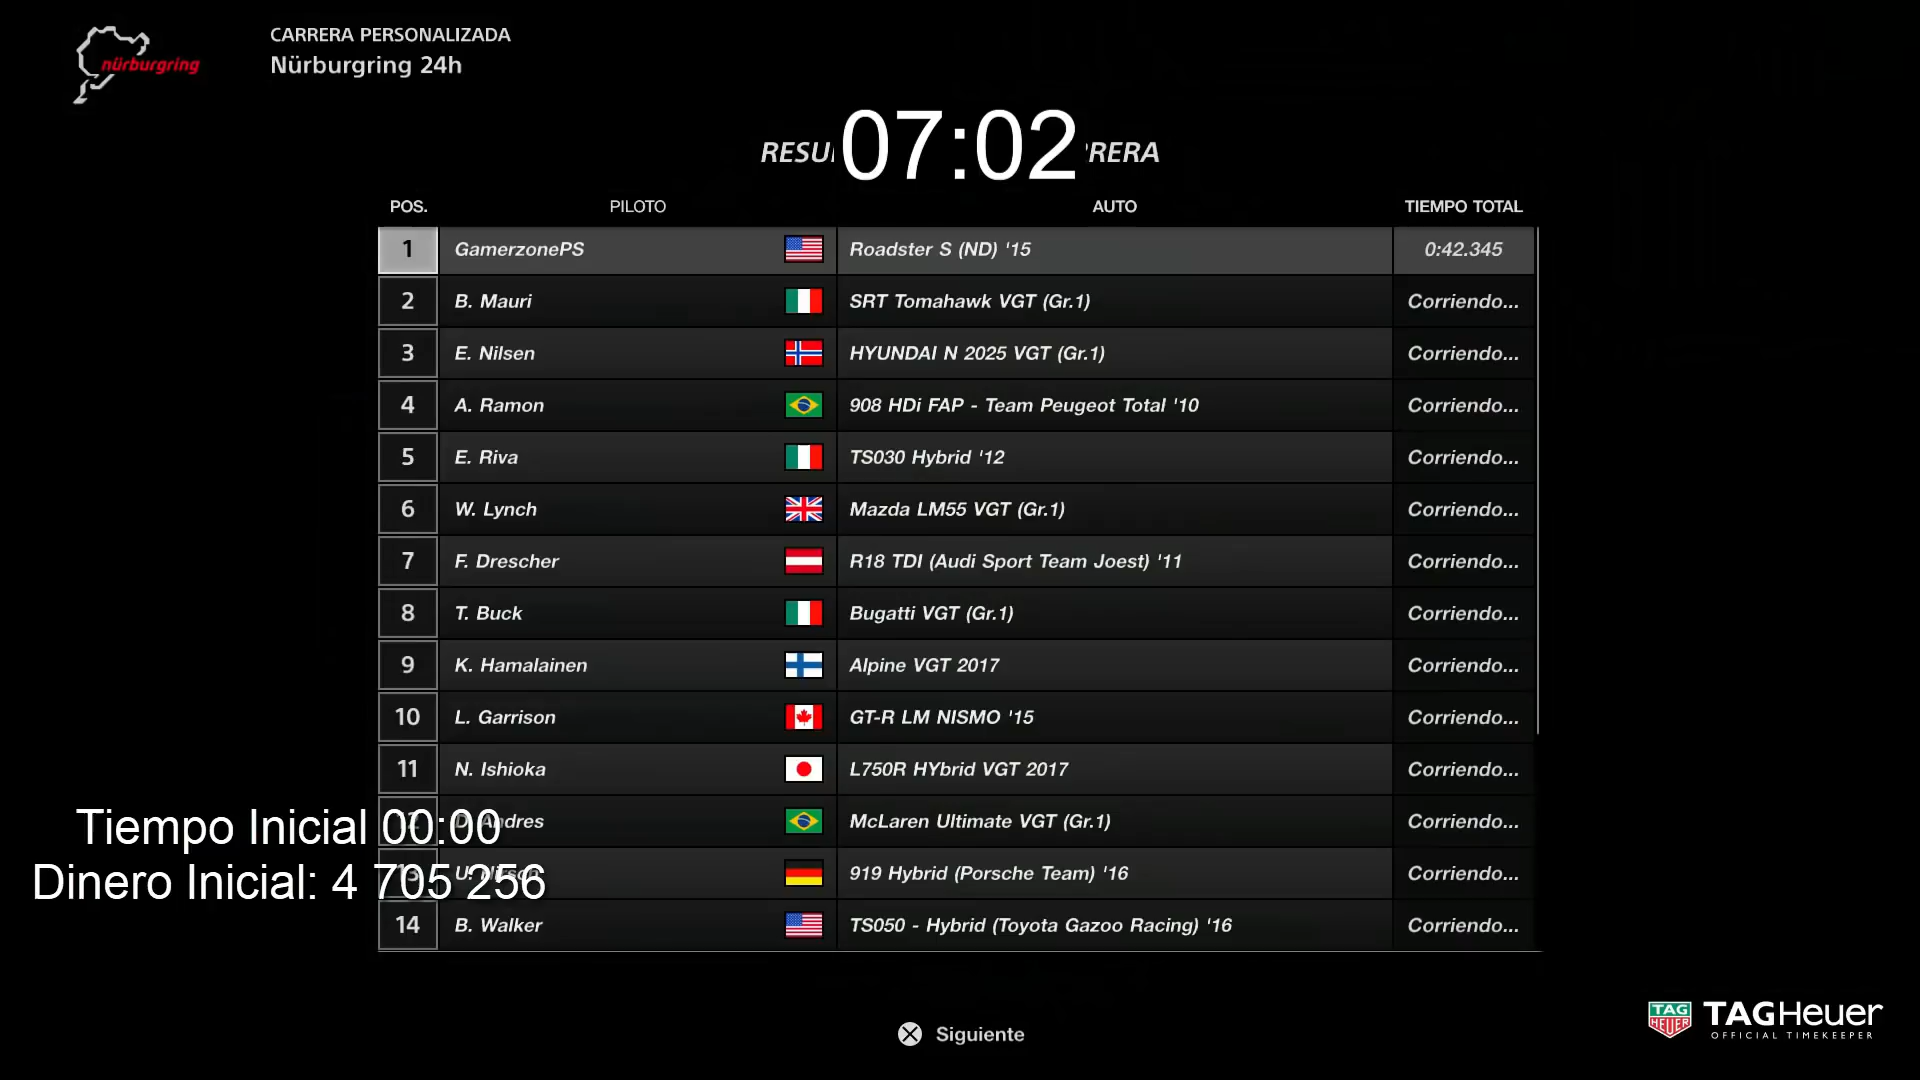 nürburgring
CARRERA PERSONALIZADA
Nürburgring 24h
07:02
RESU RRERA
POS. PILOTO AUTO TIEMPO TOTAL
1 GamerzonePS Roadster S (ND) '15 0:42.345
2 B. Mauri SRT Tomahawk VGT (Gr.1) Corriendo...
3 E. Nilsen HYUNDAI N 2025 VGT (Gr.1) Corriendo...
4 A. Ramon 908 HDi FAP - Team Peugeot Total '10 Corriendo...
5 E. Riva TS030 Hybrid '12 Corriendo...
6 W. Lynch Mazda LM55 VGT (Gr.1) Corriendo...
7 F. Drescher R18 TDI (Audi Sport Team Joest) '11 Corriendo...
8 T. Buck Bugatti VGT (Gr.1) Corriendo...
9 K. Hamalainen Alpine VGT 2017 Corriendo...
10 L. Garrison GT-R LM NISMO '15 Corriendo...
11 N. Ishioka L750R HYbrid VGT 2017 Corriendo...
12 Andres McLaren Ultimate VGT (Gr.1) Corriendo...
13 U. 919 Hybrid (Porsche Team) '16 Corriendo...
14 B. Walker TS050 - Hybrid (Toyota Gazoo Racing) '16 Corriendo...
Tiempo Inicial 00:00
Dinero Inicial: 4 705 256
Siguiente
TAG HEUER
TAGHeuer
OFFICIAL TIMEKEEPER